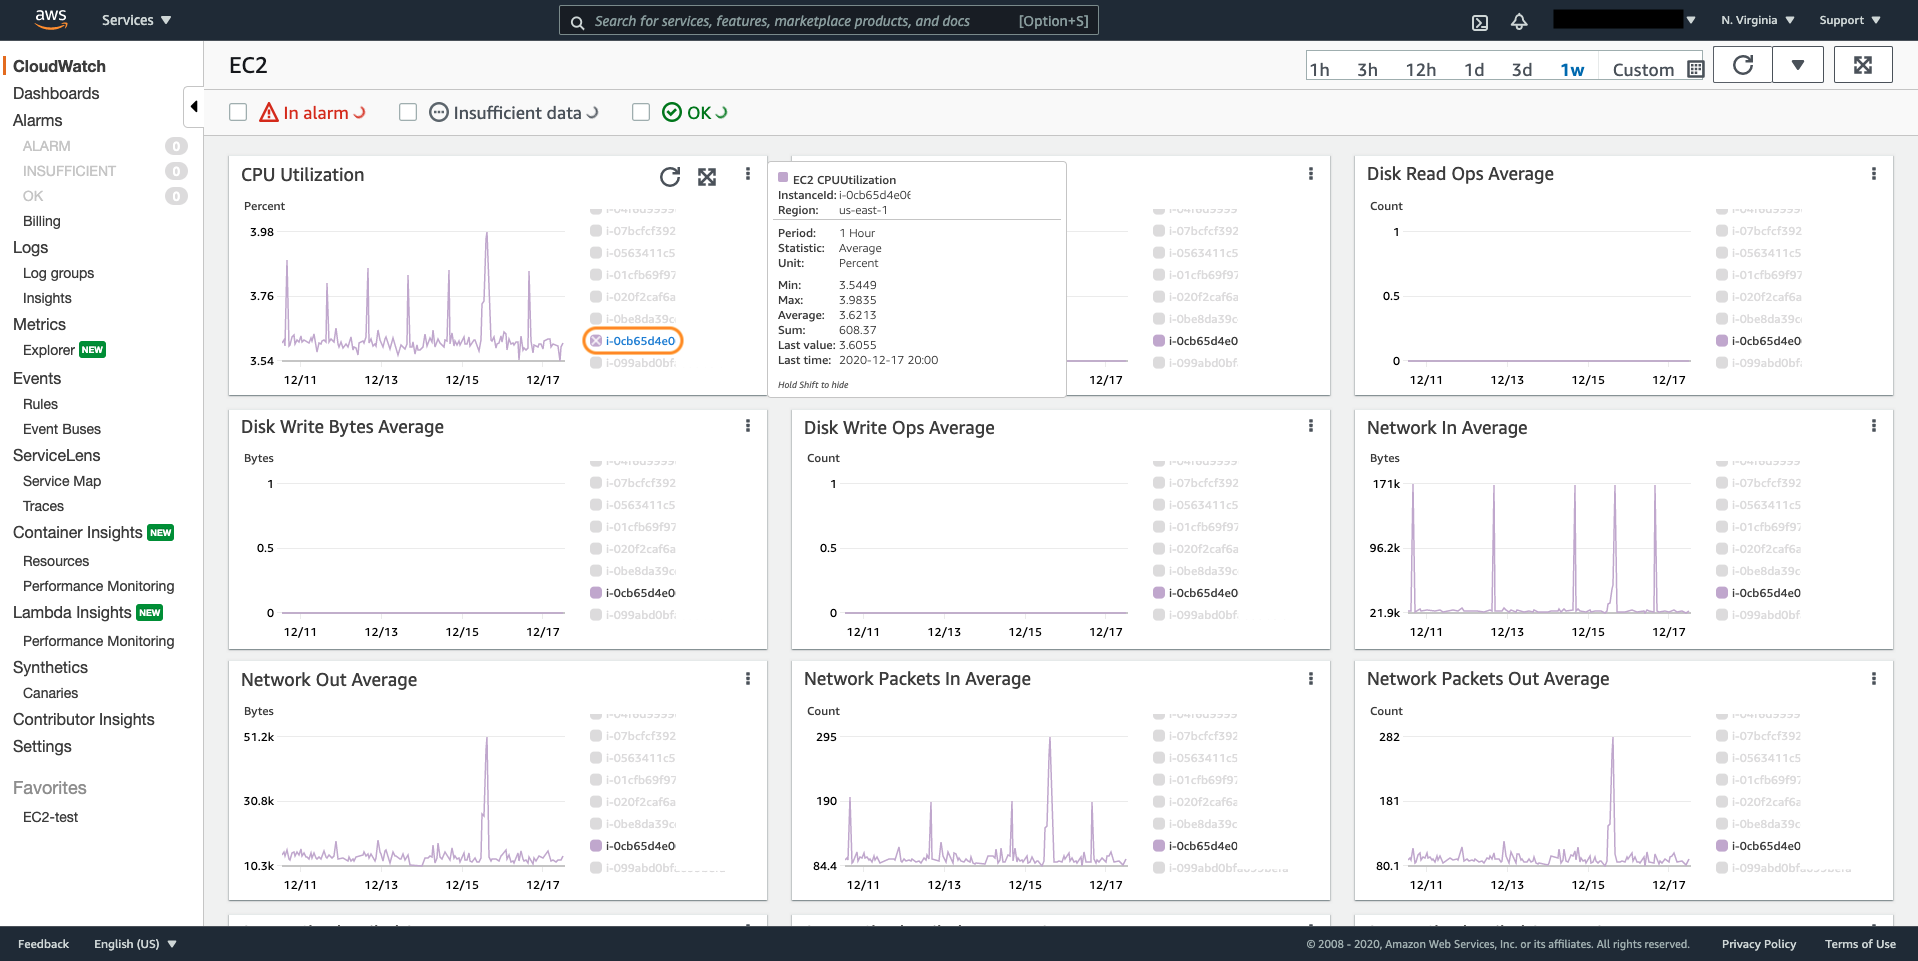 aws
Services
Search for services, features, marketplace products, and docs [Option+S]
N. Virginia
Support
CloudWatch
Dashboards
Alarms
ALARM 0
INSUFFICIENT 0
OK 0
Billing
Logs
Log groups
Insights
Metrics
Explorer NEW
Events
Rules
Event Buses
ServiceLens
Service Map
Traces
Container Insights NEW
Resources
Performance Monitoring
Lambda Insights NEW
Performance Monitoring
Synthetics
Canaries
Contributor Insights
Settings
Favorites
EC2-test
EC2
1h 3h 12h 1d 3d 1w Custom
In alarm
Insufficient data
OK
CPU Utilization
Percent
3.98
3.76
3.54
12/11 12/13 12/15 12/17
i-07bcfcf392
i-0563411c5
i-01cfb69f97
i-020f2caf6a
i-0be8da39c
i-0cb65d4e0
i-099abd0bf
EC2 CPUUtilization
InstanceId: i-0cb65d4e06
Region: us-east-1
Period: 1 Hour
Statistic: Average
Unit: Percent
Min: 3.5449
Max: 3.9835
Average: 3.6213
Sum: 608.37
Last value: 3.6055
Last time: 2020-12-17 20:00
Hold Shift to hide
12/17
i-07bcfcf392
i-0563411c5
i-01cfb69f97
i-020f2caf6a
i-0be8da39c
i-0cb65d4e0
i-099abd0bf
Disk Read Ops Average
Count
1
0.5
0
12/11 12/13 12/15 12/17
i-07bcfcf392
i-0563411c5
i-01cfb69f97
i-020f2caf6a
i-0be8da39c
i-0cb65d4e0
i-099abd0bf
Disk Write Bytes Average
Bytes
1
0.5
0
12/11 12/13 12/15 12/17
i-07bcfcf392
i-0563411c5
i-01cfb69f97
i-020f2caf6a
i-0be8da39c
i-0cb65d4e0
i-099abd0bf
Disk Write Ops Average
Count
1
0.5
0
12/11 12/13 12/15 12/17
i-07bcfcf392
i-0563411c5
i-01cfb69f97
i-020f2caf6a
i-0be8da39c
i-0cb65d4e0
i-099abd0bf
Network In Average
Bytes
171k
96.2k
21.9k
12/11 12/13 12/15 12/17
i-07bcfcf392
i-0563411c5
i-01cfb69f97
i-020f2caf6a
i-0be8da39c
i-0cb65d4e0
i-099abd0bf
Network Out Average
Bytes
51.2k
30.8k
10.3k
12/11 12/13 12/15 12/17
i-07bcfcf392
i-0563411c5
i-01cfb69f97
i-020f2caf6a
i-0be8da39c
i-0cb65d4e0
i-099abd0bf
Network Packets In Average
Count
295
190
84.4
12/11 12/13 12/15 12/17
i-07bcfcf392
i-0563411c5
i-01cfb69f97
i-020f2caf6a
i-0be8da39c
i-0cb65d4e0
i-099abd0bf
Network Packets Out Average
Count
282
181
80.1
12/11 12/13 12/15 12/17
i-07bcfcf392
i-0563411c5
i-01cfb69f97
i-020f2caf6a
i-0be8da39c
i-0cb65d4e0
i-099abd0bf
Feedback
English (US)
© 2008 - 2020, Amazon Web Services, Inc. or its affiliates. All rights reserved.
Privacy Policy
Terms of Use